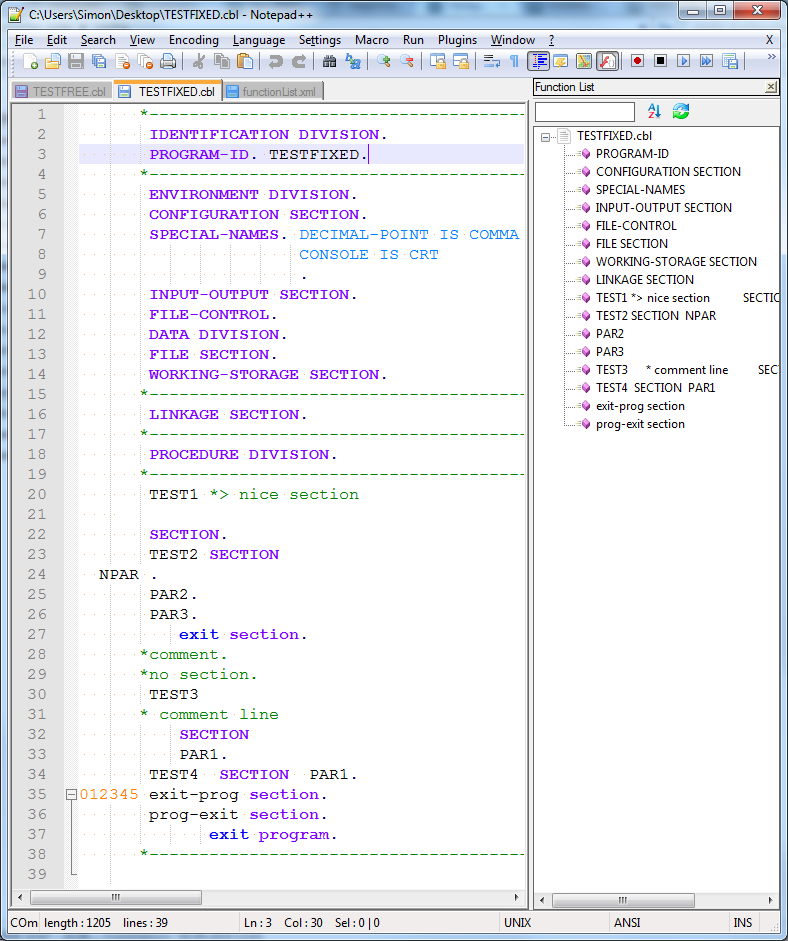 C:\Users\Simon\Desktop\TESTFIXED.cbl - Notepad++
File Edit Search View Encoding Language Settings Macro Run Plugins Window ? X
TESTFREE.cbl TESTFIXED.cbl functionList.xml
1 *--------------------------------------
2 IDENTIFICATION DIVISION.
3 PROGRAM-ID. TESTFIXED.
4 *--------------------------------------
5 ENVIRONMENT DIVISION.
6 CONFIGURATION SECTION.
7 SPECIAL-NAMES. DECIMAL-POINT IS COMMA
8 CONSOLE IS CRT
9 .
10 INPUT-OUTPUT SECTION.
11 FILE-CONTROL.
12 DATA DIVISION.
13 FILE SECTION.
14 WORKING-STORAGE SECTION.
15 *--------------------------------------
16 LINKAGE SECTION.
17 *--------------------------------------
18 PROCEDURE DIVISION.
19 *--------------------------------------
20 TEST1 *> nice section
21
22 SECTION.
23 TEST2 SECTION
24 NPAR .
25 PAR2.
26 PAR3.
27 exit section.
28 *comment.
29 *no section.
30 TEST3
31 * comment line
32 SECTION
33 PAR1.
34 TEST4 SECTION PAR1.
35 012345 exit-prog section.
36 prog-exit section.
37 exit program.
38 *--------------------------------------
39
Function List
TESTFIXED.cbl
PROGRAM-ID
CONFIGURATION SECTION
SPECIAL-NAMES
INPUT-OUTPUT SECTION
FILE-CONTROL
FILE SECTION
WORKING-STORAGE SECTION
LINKAGE SECTION
TEST1 *> nice section SECTIO
TEST2 SECTION NPAR
PAR2
PAR3
TEST3 * comment line SEC
TEST4 SECTION PAR1
exit-prog section
prog-exit section
COm length : 1205 lines : 39 Ln : 3 Col : 30 Sel : 0 | 0 UNIX ANSI INS